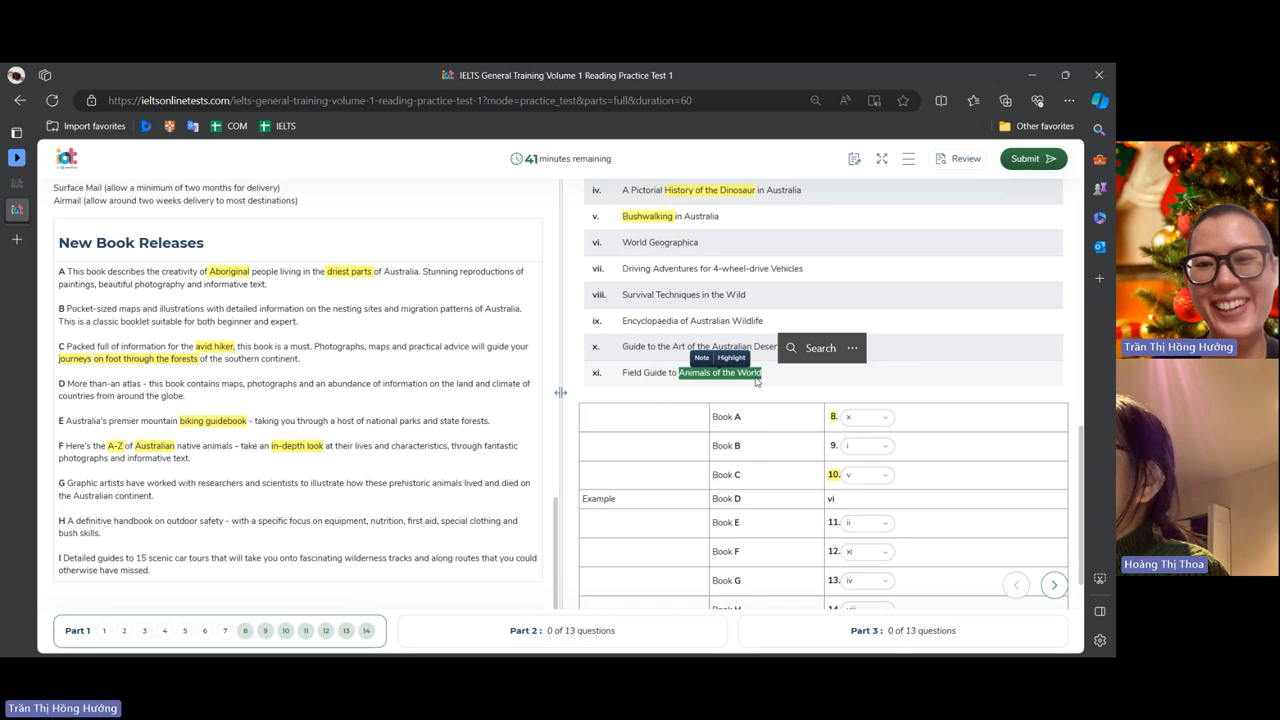 IELTS General Training Volume 1 Reading Practice Test 1
https://ieltsonlinetests.com/ielts-general-training-volume-1-reading-practice-test-1?mode=practice_test&parts=full&duration=60
Import favorites
COM
IELTS
Other favorites
iot
41 minutes remaining
Review
Submit
Surface Mail (allow a minimum of two months for delivery)
Airmail (allow around two weeks delivery to most destinations)
New Book Releases
A This book describes the creativity of Aboriginal people living in the driest parts of Australia. Stunning reproductions of
paintings, beautiful photography and informative text.
B Pocket-sized maps and illustrations with detailed information on the nesting sites and migration patterns of Australia.
This is a classic booklet suitable for both beginner and expert.
C Packed full of information for the avid hiker, this book is a must. Photographs, maps and practical advice will guide your
journeys on foot through the forests of the southern continent.
D More than-an atlas - this book contains maps, photographs and an abundance of information on the land and climate of
countries from around the globe.
E Australia's premier mountain biking guidebook - taking you through a host of national parks and state forests.
F Here's the A-Z of Australian native animals - take an in-depth look at their lives and characteristics, through fantastic
photographs and informative text.
G Graphic artists have worked with researchers and scientists to illustrate how these prehistoric animals lived and died on
the Australian continent.
H A definitive handbook on outdoor safety - with a specific focus on equipment, nutrition, first aid, special clothing and
bush skills.
I Detailed guides to 15 scenic car tours that will take you onto fascinating wilderness tracks and along routes that you could
otherwise have missed.
iv. A Pictorial History of the Dinosaur in Australia
v. Bushwalking in Australia
vi. World Geographica
vii. Driving Adventures for 4-wheel-drive Vehicles
viii. Survival Techniques in the Wild
ix. Encyclopaedia of Australian Wildlife
x. Guide to the Art of the Australian Deser
Search
Note Highlight
xi. Field Guide to Animals of the World
Book A 8. x
Book B 9. i
Book C 10. v
Example Book D vi
Book E 11. ii
Book F 12. xi
Book G 13. iv
Book H 14. viii
Part 1 1 2 3 4 5 6 7 8 9 10 11 12 13 14
Part 2 : 0 of 13 questions
Part 3 : 0 of 13 questions
Trần Thị Hồng Hưởng
Hoàng Thị Thoa
Trần Thị Hồng Hưởng